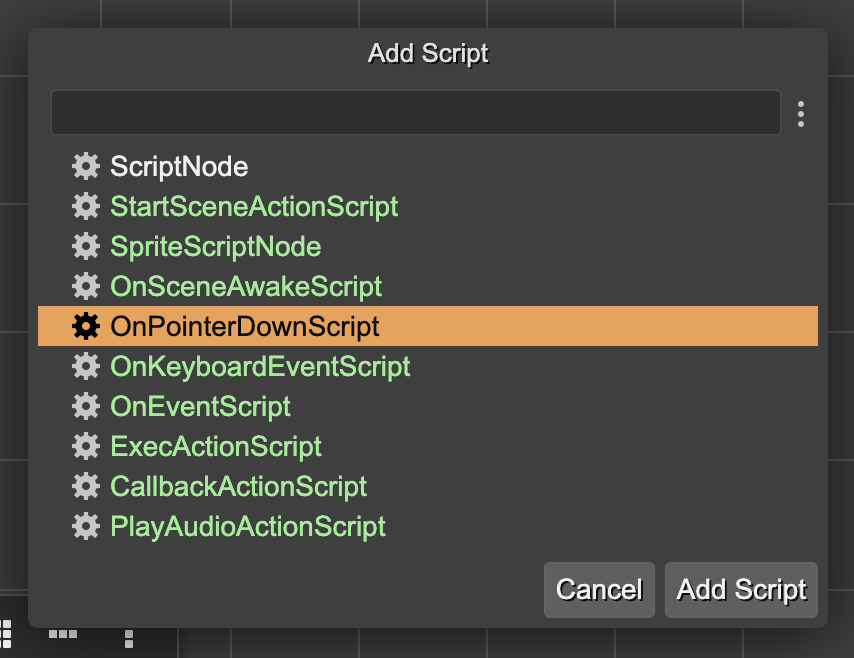 Add Script
ScriptNode
StartSceneActionScript
SpriteScriptNode
OnSceneAwakeScript
OnPointerDownScript
OnKeyboardEventScript
OnEventScript
ExecActionScript
CallbackActionScript
PlayAudioActionScript
Cancel Add Script